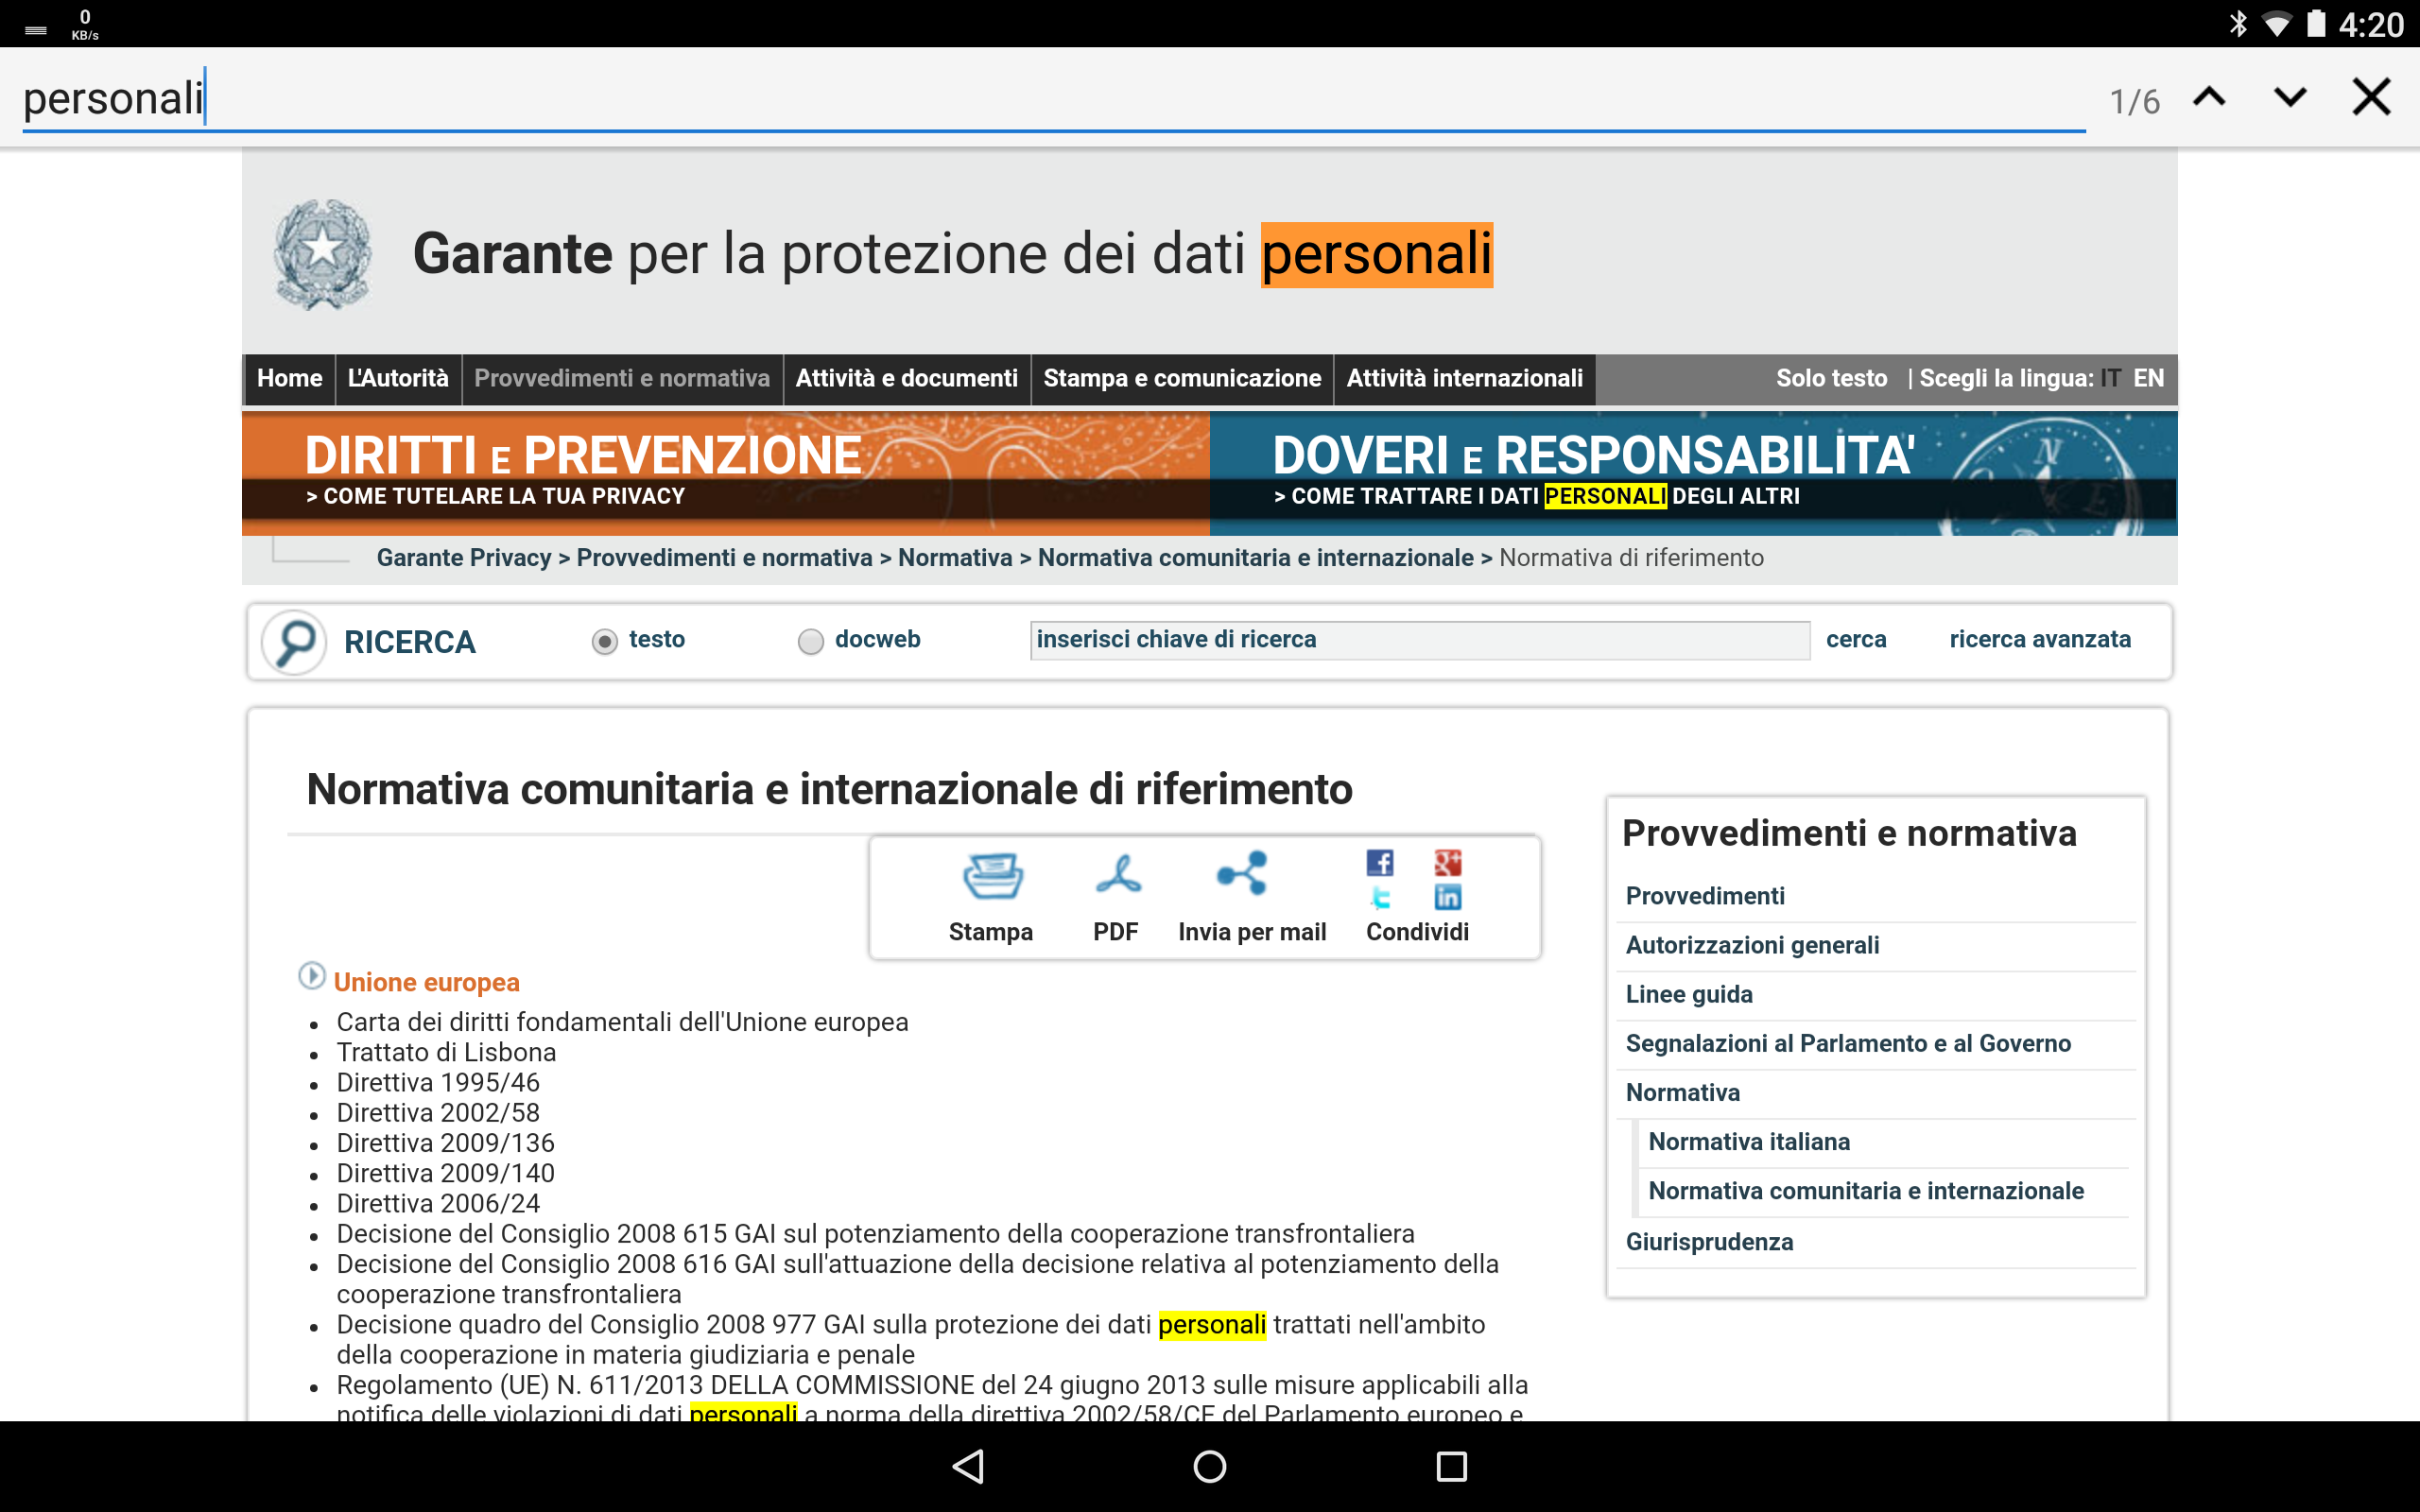 0
KB/s
4:20
personali
1/6
Garante per la protezione dei dati personali
Home L'Autorità Provvedimenti e normativa Attività e documenti Stampa e comunicazione Attività internazionali Solo testo | Scegli la lingua: IT EN
DIRITTI E PREVENZIONE
> COME TUTELARE LA TUA PRIVACY
DOVERI E RESPONSABILITA'
> COME TRATTARE I DATI PERSONALI DEGLI ALTRI
N
E
Garante Privacy > Provvedimenti e normativa > Normativa > Normativa comunitaria e internazionale > Normativa di riferimento
RICERCA testo docweb inserisci chiave di ricerca cerca ricerca avanzata
Normativa comunitaria e internazionale di riferimento
Stampa PDF Invia per mail Condividi
Unione europea
• Carta dei diritti fondamentali dell'Unione europea
• Trattato di Lisbona
• Direttiva 1995/46
• Direttiva 2002/58
• Direttiva 2009/136
• Direttiva 2009/140
• Direttiva 2006/24
• Decisione del Consiglio 2008 615 GAI sul potenziamento della cooperazione transfrontaliera
• Decisione del Consiglio 2008 616 GAI sull'attuazione della decisione relativa al potenziamento della
cooperazione transfrontaliera
• Decisione quadro del Consiglio 2008 977 GAI sulla protezione dei dati personali trattati nell'ambito
della cooperazione in materia giudiziaria e penale
• Regolamento (UE) N. 611/2013 DELLA COMMISSIONE del 24 giugno 2013 sulle misure applicabili alla
notifica delle violazioni di dati personali a norma della direttiva 2002/58/CE del Parlamento europeo e
Provvedimenti e normativa
Provvedimenti
Autorizzazioni generali
Linee guida
Segnalazioni al Parlamento e al Governo
Normativa
Normativa italiana
Normativa comunitaria e internazionale
Giurisprudenza